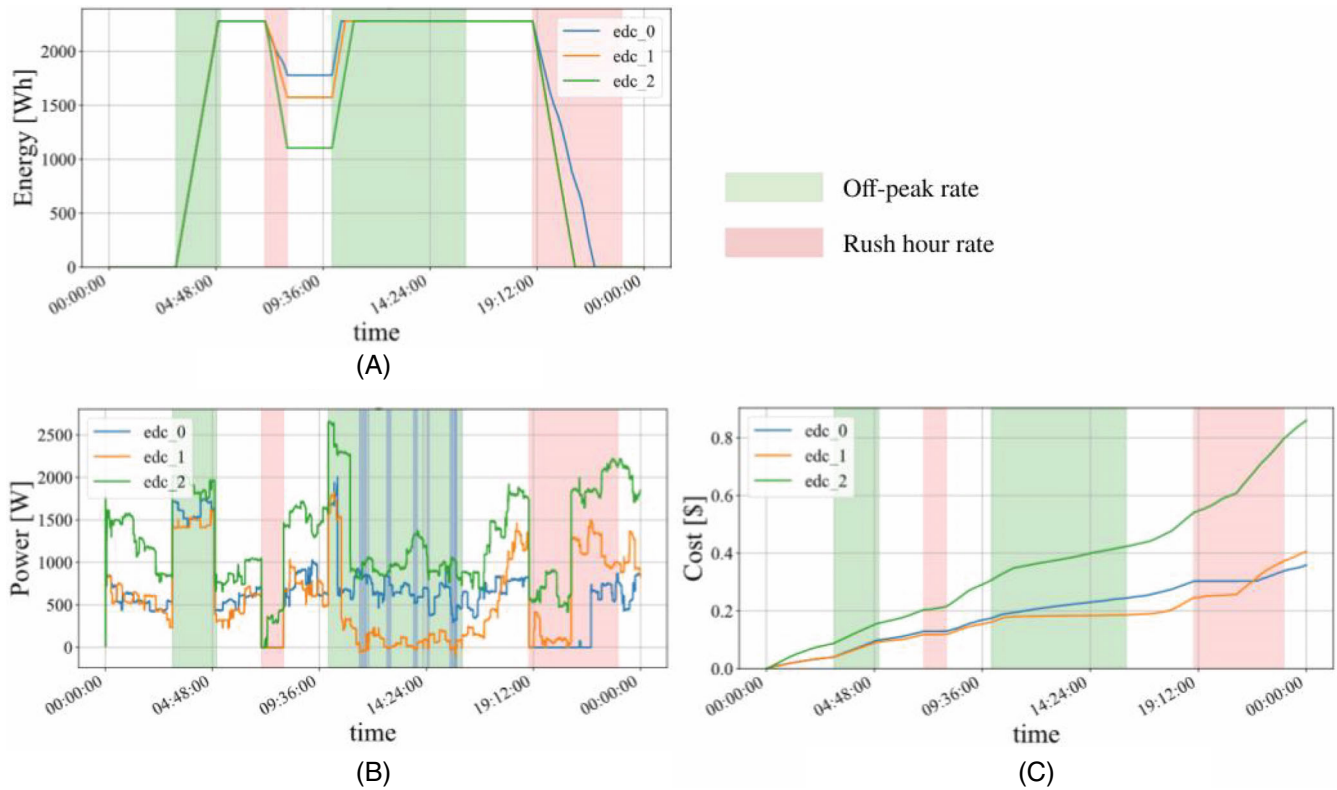 Energy [Wh]
2000
1500
1000
500
0
edc_0
edc_1
edc_2
00:00:00
04:48:00
09:36:00
14:24:00
19:12:00
00:00:00
time
(A)
Off-peak rate
Rush hour rate
Power [W]
2500
2000
1500
1000
500
0
edc_0
edc_1
edc_2
00:00:00
04:48:00
09:36:00
14:24:00
19:12:00
00:00:00
time
(B)
Cost [$]
0.8
0.6
0.4
0.2
0.0
edc_0
edc_1
edc_2
00:00:00
04:48:00
09:36:00
14:24:00
19:12:00
00:00:00
time
(C)